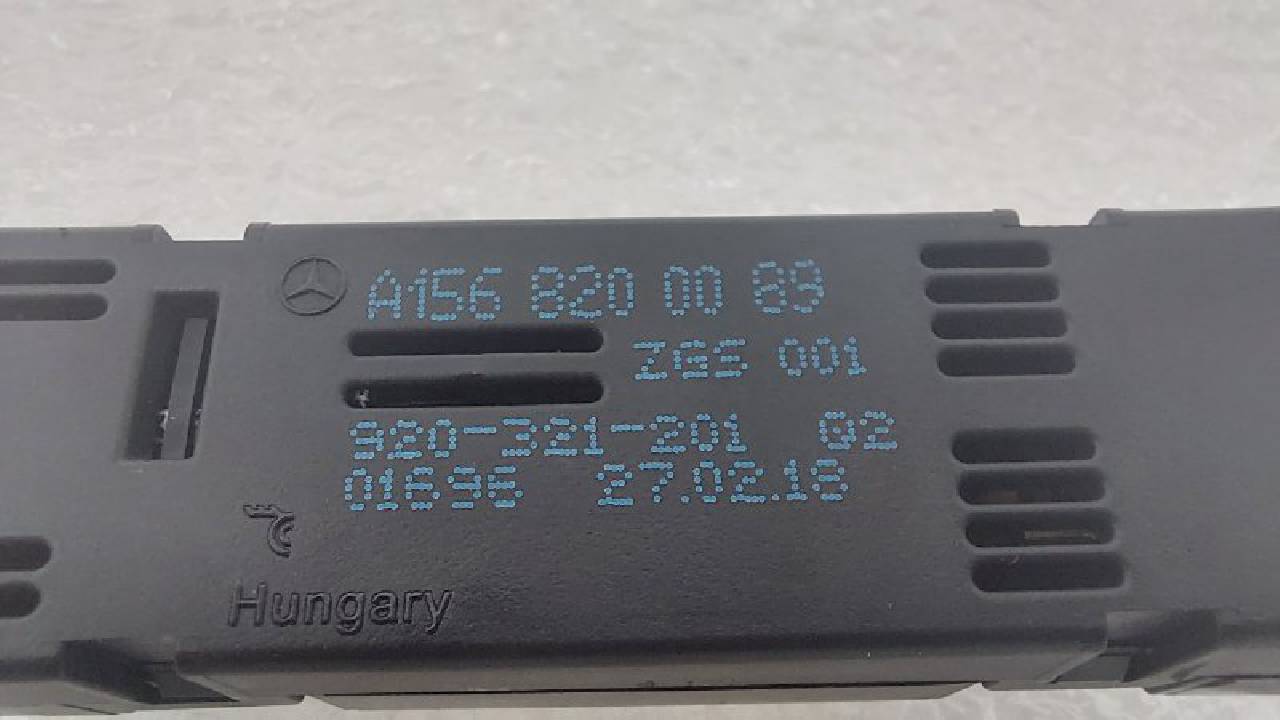 A156 820 00 89
ZGS 001
920-321-201 02
01696 27.02.18
Hungary